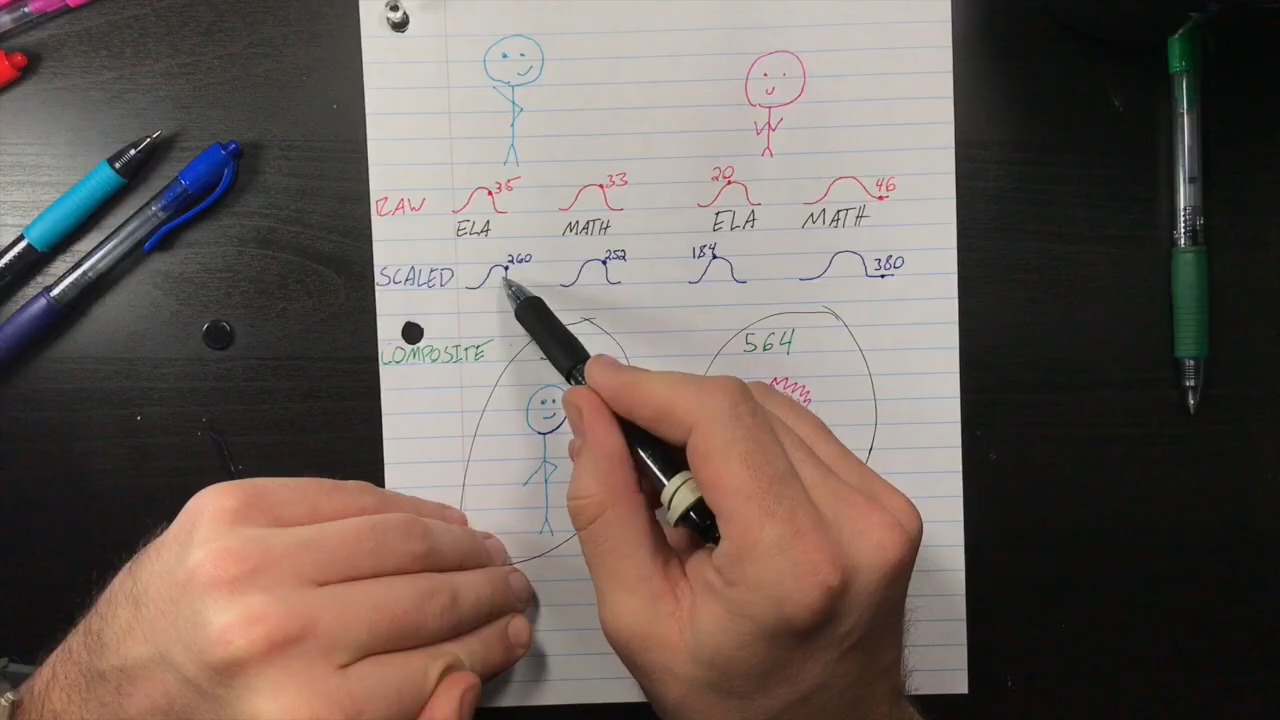 RAW 35 33 20 46
ELA MATH ELA MATH
SCALED 260 252 184 380
COMPOSITE 564